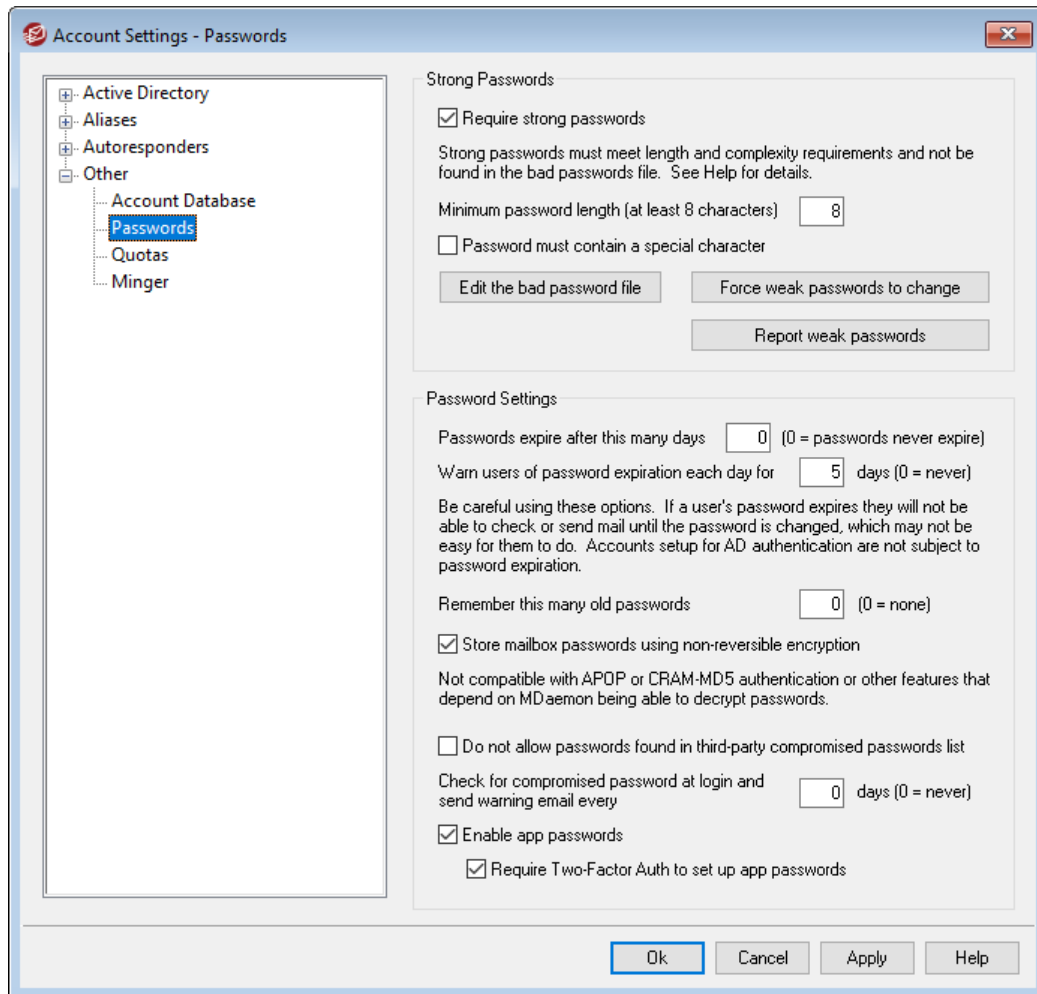 Account Settings - Passwords
Active Directory
Aliases
Autoresponders
Other
Account Database
Passwords
Quotas
Minger
Strong Passwords
Require strong passwords
Strong passwords must meet length and complexity requirements and not be
found in the bad passwords file.  See Help for details.
Minimum password length (at least 8 characters) 8
Password must contain a special character
Edit the bad password file Force weak passwords to change
Report weak passwords
Password Settings
Passwords expire after this many days 0 (0 = passwords never expire)
Warn users of password expiration each day for 5 days (0 = never)
Be careful using these options.  If a user's password expires they will not be
able to check or send mail until the password is changed, which may not be
easy for them to do.  Accounts setup for AD authentication are not subject to
password expiration.
Remember this many old passwords 0 (0 = none)
Store mailbox passwords using non-reversible encryption
Not compatible with APOP or CRAM-MD5 authentication or other features that
depend on MDaemon being able to decrypt passwords.
Do not allow passwords found in third-party compromised passwords list
Check for compromised password at login and
send warning email every 0 days (0 = never)
Enable app passwords
Require Two-Factor Auth to set up app passwords
Ok Cancel Apply Help